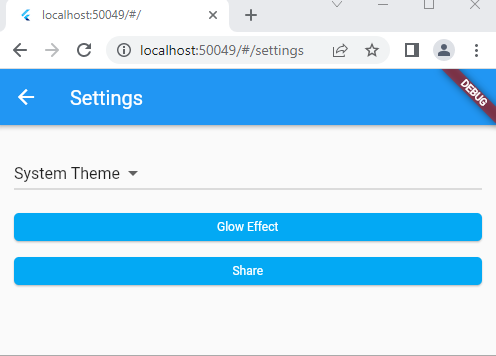 localhost:50049/#/
localhost:50049/#/settings
Settings
DEBUG
System Theme
Glow Effect
Share